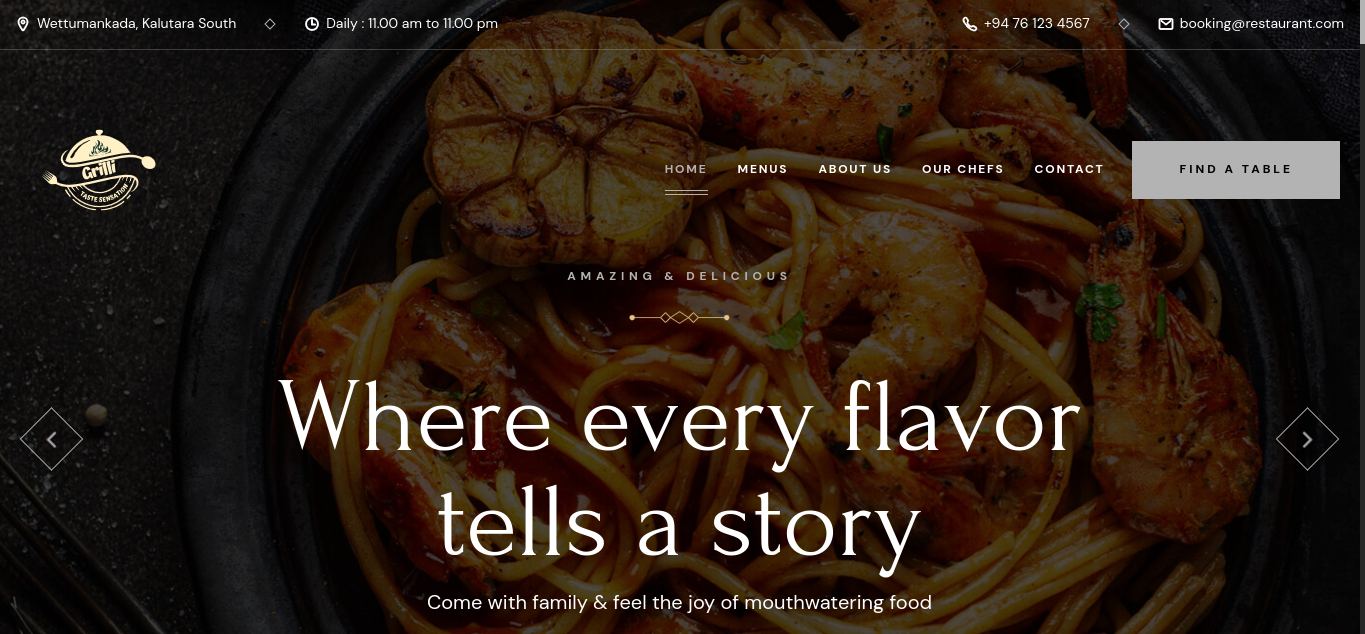 Wettumankada, Kalutara South
Daily : 11.00 am to 11.00 pm
+94 76 123 4567
booking@restaurant.com
Grilli
TASTE SENSATION
HOME
MENUS
ABOUT US
OUR CHEFS
CONTACT
FIND A TABLE
AMAZING & DELICIOUS
Where every flavor
tells a story
Come with family & feel the joy of mouthwatering food